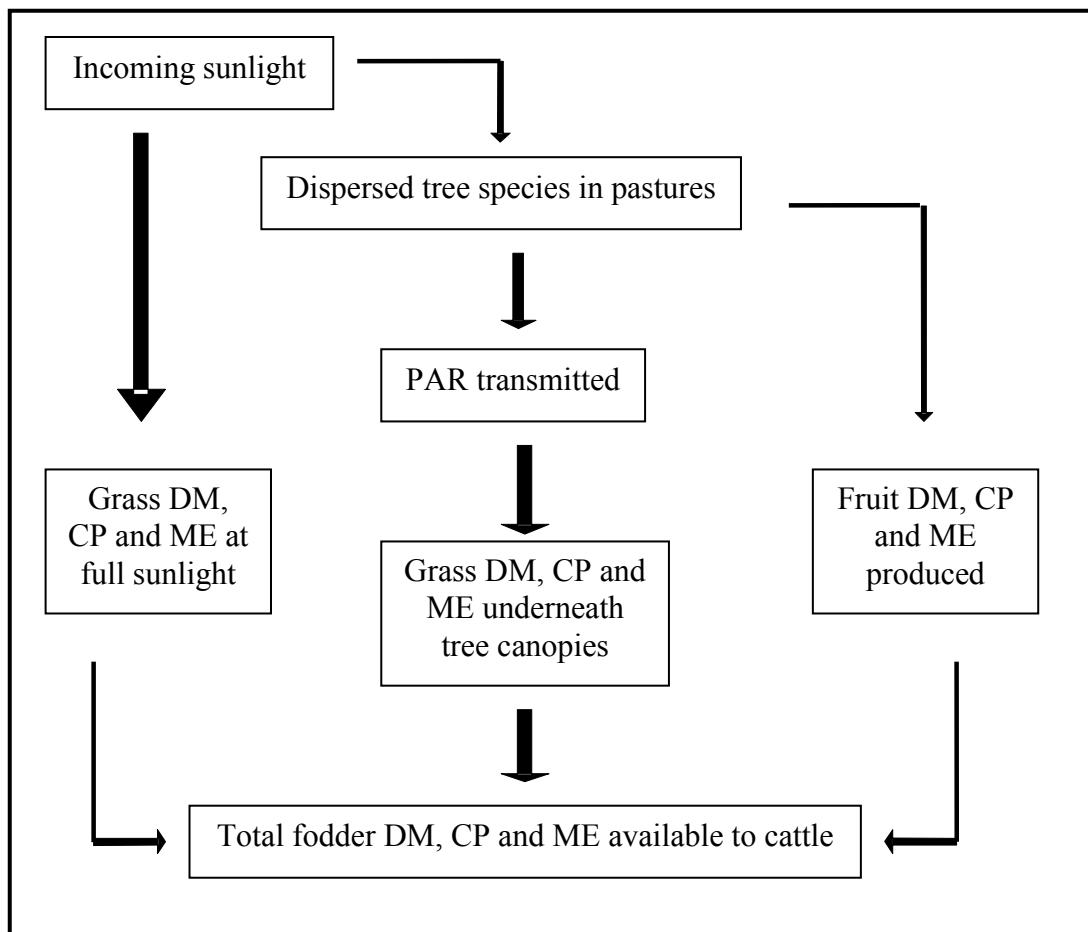 Incoming sunlight
Dispersed tree species in pastures
PAR transmitted
Grass DM,
CP and ME at
full sunlight
Grass DM, CP and
ME underneath
tree canopies
Fruit DM, CP
and ME
produced
Total fodder DM, CP and ME available to cattle